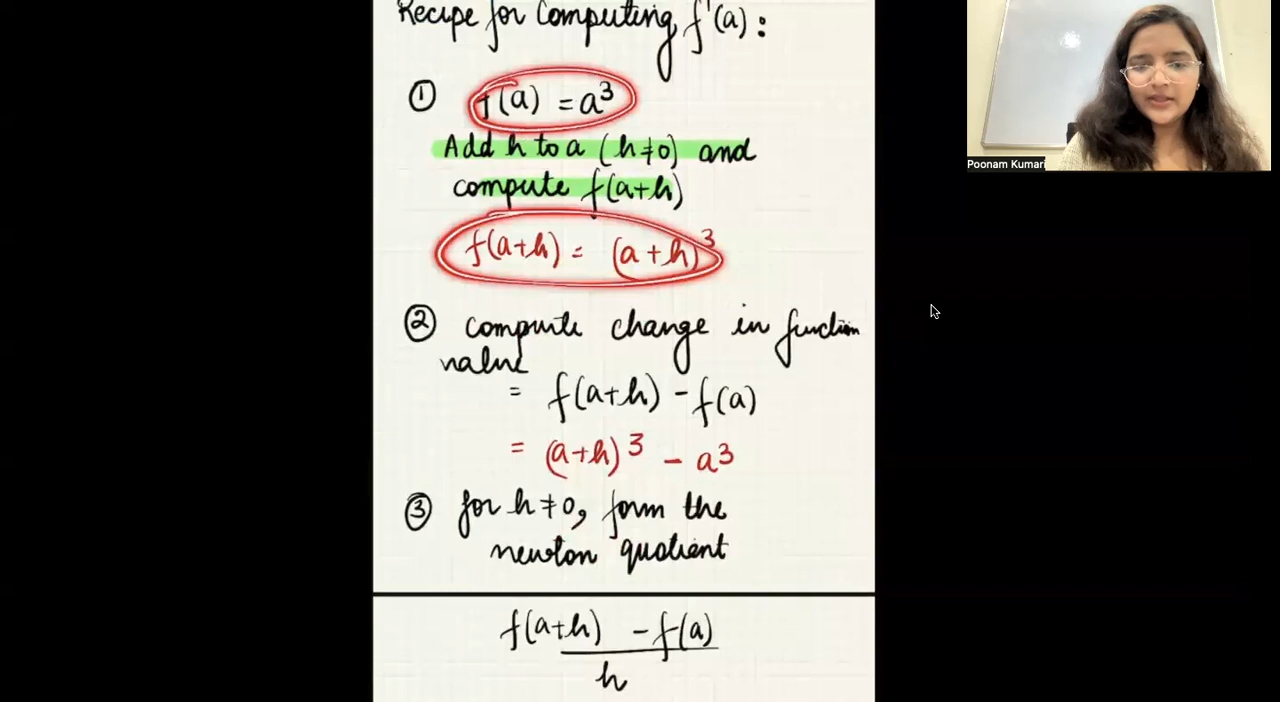 Recipe for Computing f'(a) :
① f(a) = a³
Add h to a (h≠0) and
compute f(a+h)
f(a+h) = (a+h)³
② compute change in function
value
= f(a+h) - f(a)
= (a+h)³ - a³
③ for h≠0, form the
newton quotient
f(a+h) - f(a)
h
Poonam Kumari